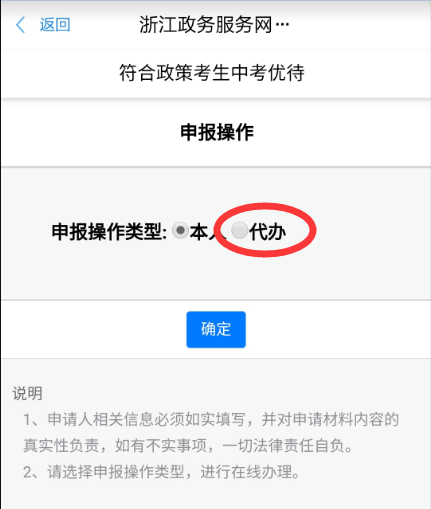 返回
浙江政务服务网···
符合政策考生中考优待
申报操作
申报操作类型: 本人 代办
确定
说明
1、申请人相关信息必须如实填写，并对申请材料内容的
真实性负责，如有不实事项，一切法律责任自负。
2、请选择申报操作类型，进行在线办理。